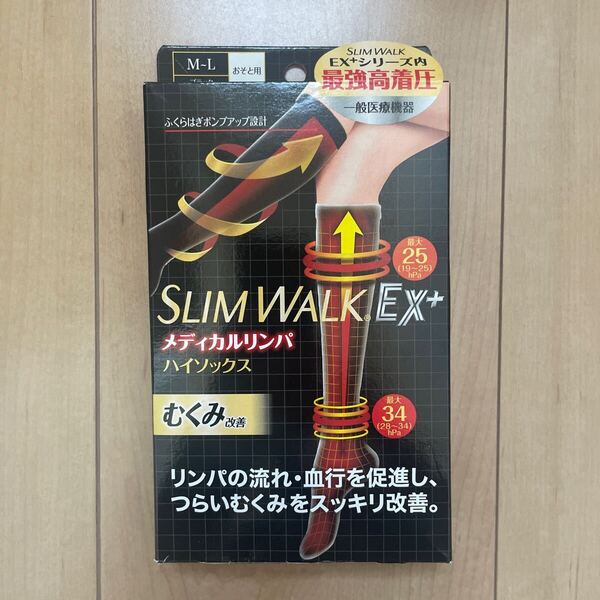 M~L
おそと用
ブラック
SLIM WALK
EX+シリーズ内
最強高着圧
一般医療機器
ふくらはぎポンプアップ設計
最大
25
(19~25)
hPa
SLIM WALK® EX+
メディカルリンパ
ハイソックス
最大
34
(28~34)
hPa
むくみ改善
リンパの流れ・血行を促進し、
つらいむくみをスッキリ改善。